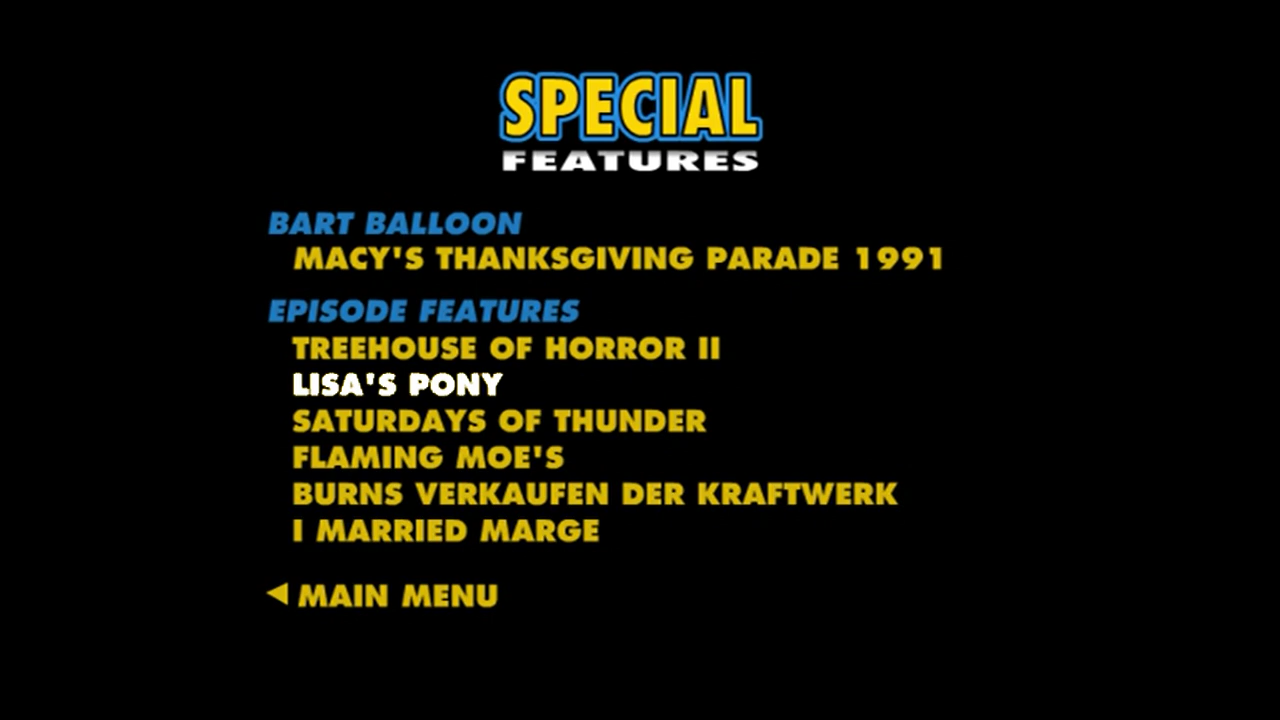 SPECIAL
FEATURES
BART BALLOON
MACY'S THANKSGIVING PARADE 1991
EPISODE FEATURES
TREEHOUSE OF HORROR II
LISA'S PONY
SATURDAYS OF THUNDER
FLAMING MOE'S
BURNS VERKAUFEN DER KRAFTWERK
I MARRIED MARGE
MAIN MENU